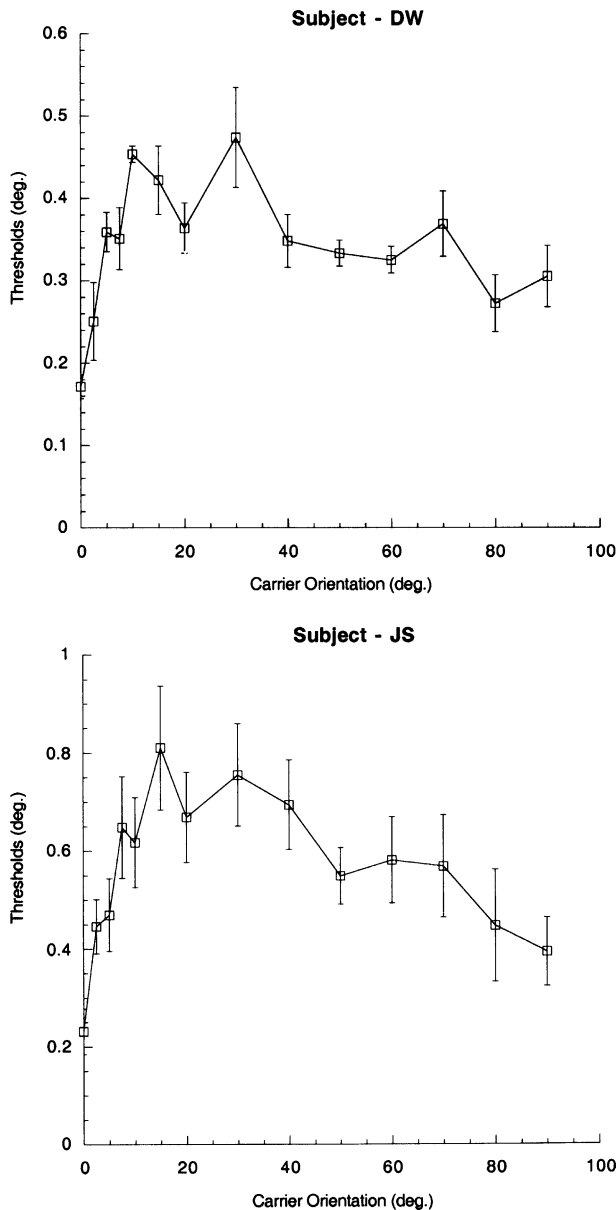 Subject - DW
0.6
0.5
0.4
0.3
0.2
0.1
0
Thresholds (deg.)
0 20 40 60 80 100
Carrier Orientation (deg.)
Subject - JS
1
0.8
0.6
0.4
0.2
0
Thresholds (deg.)
0 20 40 60 80 100
Carrier Orientation (deg.)